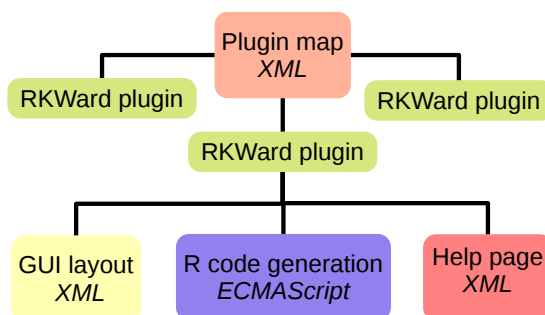 Plugin map
XML
RKWard plugin
RKWard plugin
RKWard plugin
GUI layout
XML
R code generation
ECMAScript
Help page
XML